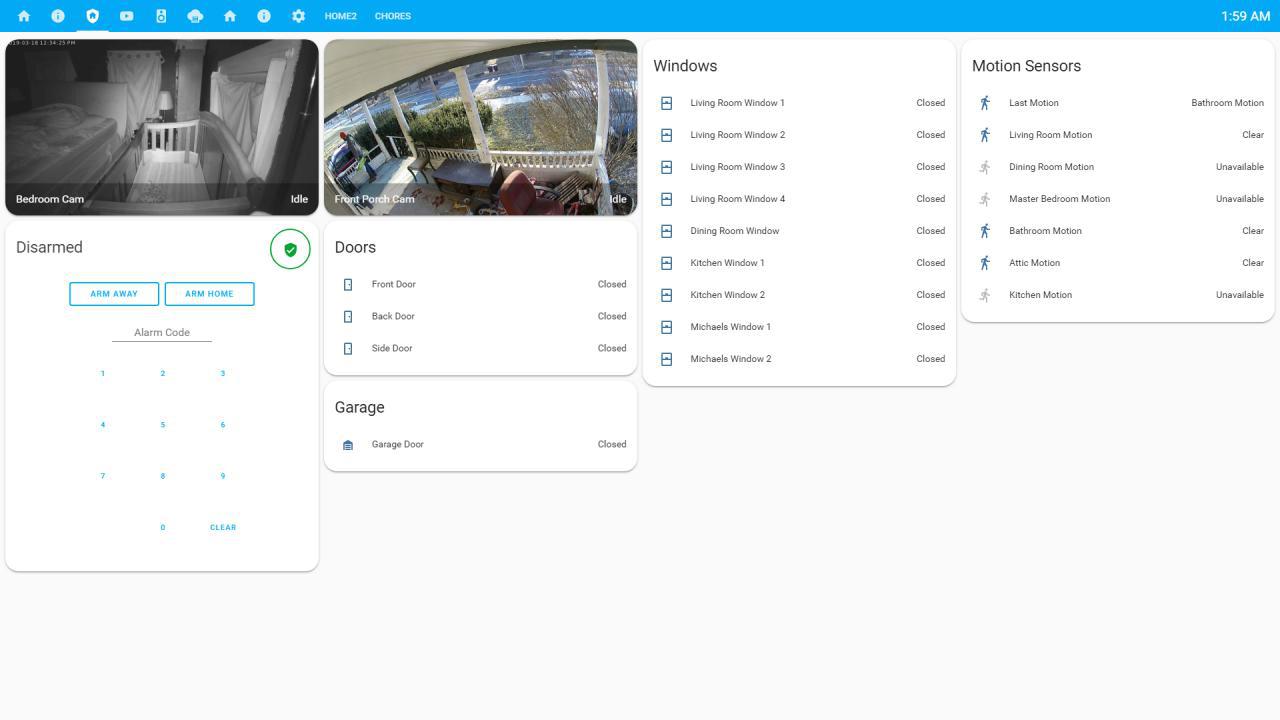 HOME2
CHORES
1:59 AM
Bedroom Cam
Idle
Disarmed
ARM AWAY
ARM HOME
Alarm Code
1
2
3
4
5
6
7
8
9
0
CLEAR
Front Porch Cam
Idle
Doors
Front Door
Closed
Back Door
Closed
Side Door
Closed
Garage
Garage Door
Closed
Windows
Living Room Window 1
Closed
Living Room Window 2
Closed
Living Room Window 3
Closed
Living Room Window 4
Closed
Dining Room Window
Closed
Kitchen Window 1
Closed
Kitchen Window 2
Closed
Michaels Window 1
Closed
Michaels Window 2
Closed
Motion Sensors
Last Motion
Bathroom Motion
Living Room Motion
Clear
Dining Room Motion
Unavailable
Master Bedroom Motion
Unavailable
Bathroom Motion
Clear
Attic Motion
Clear
Kitchen Motion
Unavailable